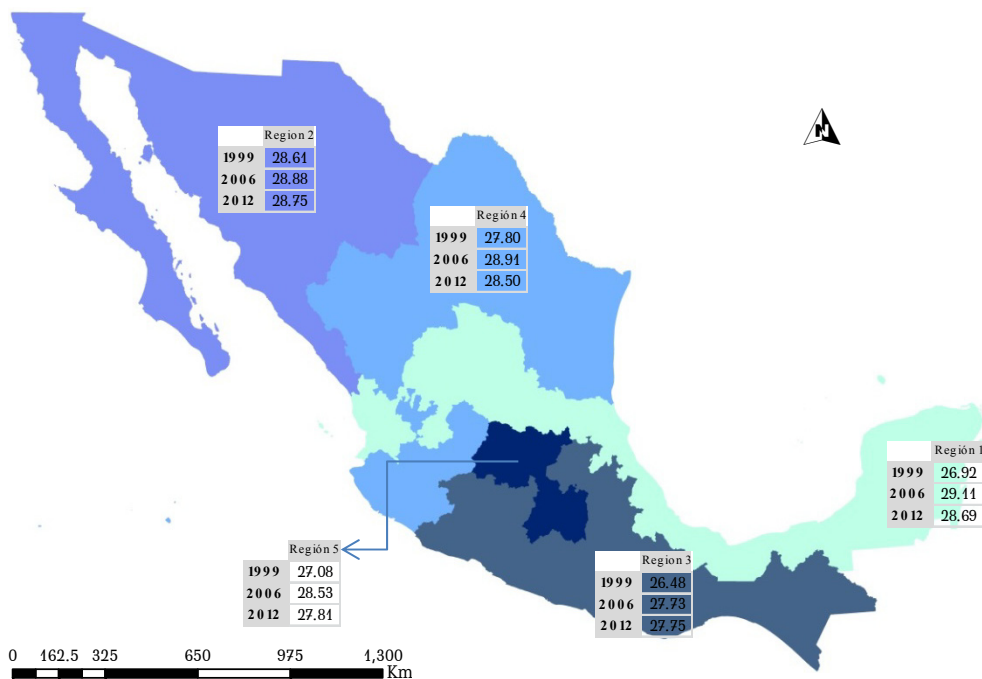 N
Region 2
1999 28.61
2006 28.88
2012 28.75
Región 4
1999 27.80
2006 28.91
2012 28.50
Región 1
1999 26.92
2006 29.11
2012 28.69
Región 5
1999 27.08
2006 28.53
2012 27.81
Región 3
1999 26.48
2006 27.73
2012 27.75
0 162.5 325 650 975 1,300
Km